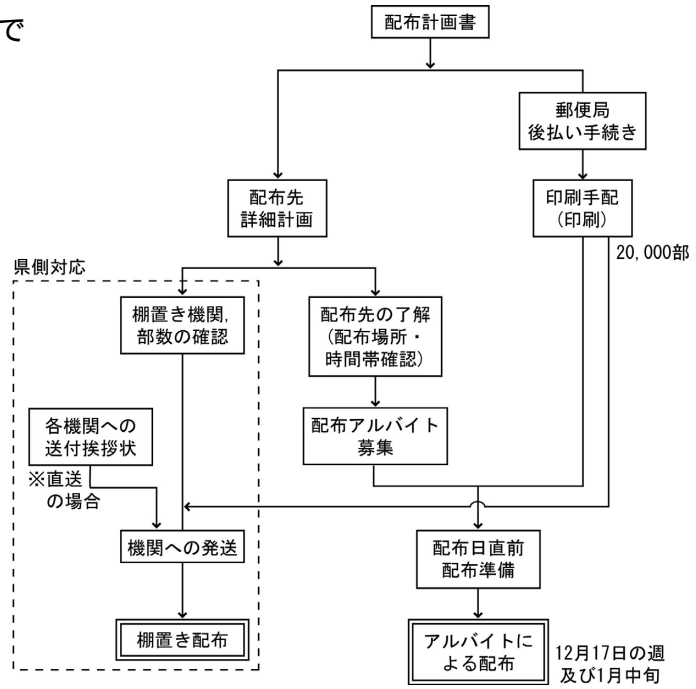 で
配布計画書
郵便局
後払い手続き
配布先
詳細計画
印刷手配
(印刷)
20,000部
県側対応
棚置き機関,
部数の確認
配布先の了解
(配布場所・
時間帯確認)
各機関への
送付挨拶状
※直送
の場合
配布アルバイト
募集
機関への発送
配布日直前
配布準備
棚置き配布
アルバイトに
よる配布
12月17日の週
及び1月中旬